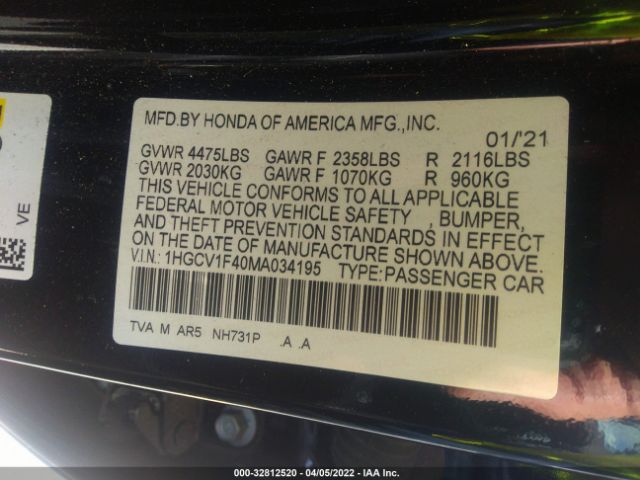 MFD.BY HONDA OF AMERICA MFG.,INC.
01/'21
GVWR 4475LBS GAWR F 2358LBS R 2116LBS
GVWR 2030KG GAWR F 1070KG R 960KG
THIS VEHICLE CONFORMS TO ALL APPLICABLE
FEDERAL MOTOR VEHICLE SAFETY , BUMPER,
AND THEFT PREVENTION STANDARDS IN EFFECT
ON THE DATE OF MANUFACTURE SHOWN ABOVE.
V.I.N.: 1HGCV1F40MA034195 TYPE:PASSENGER CAR
TVA M AR5 NH731P .A .A
VE
000-32812520 - 04/05/2022 - IAA Inc.